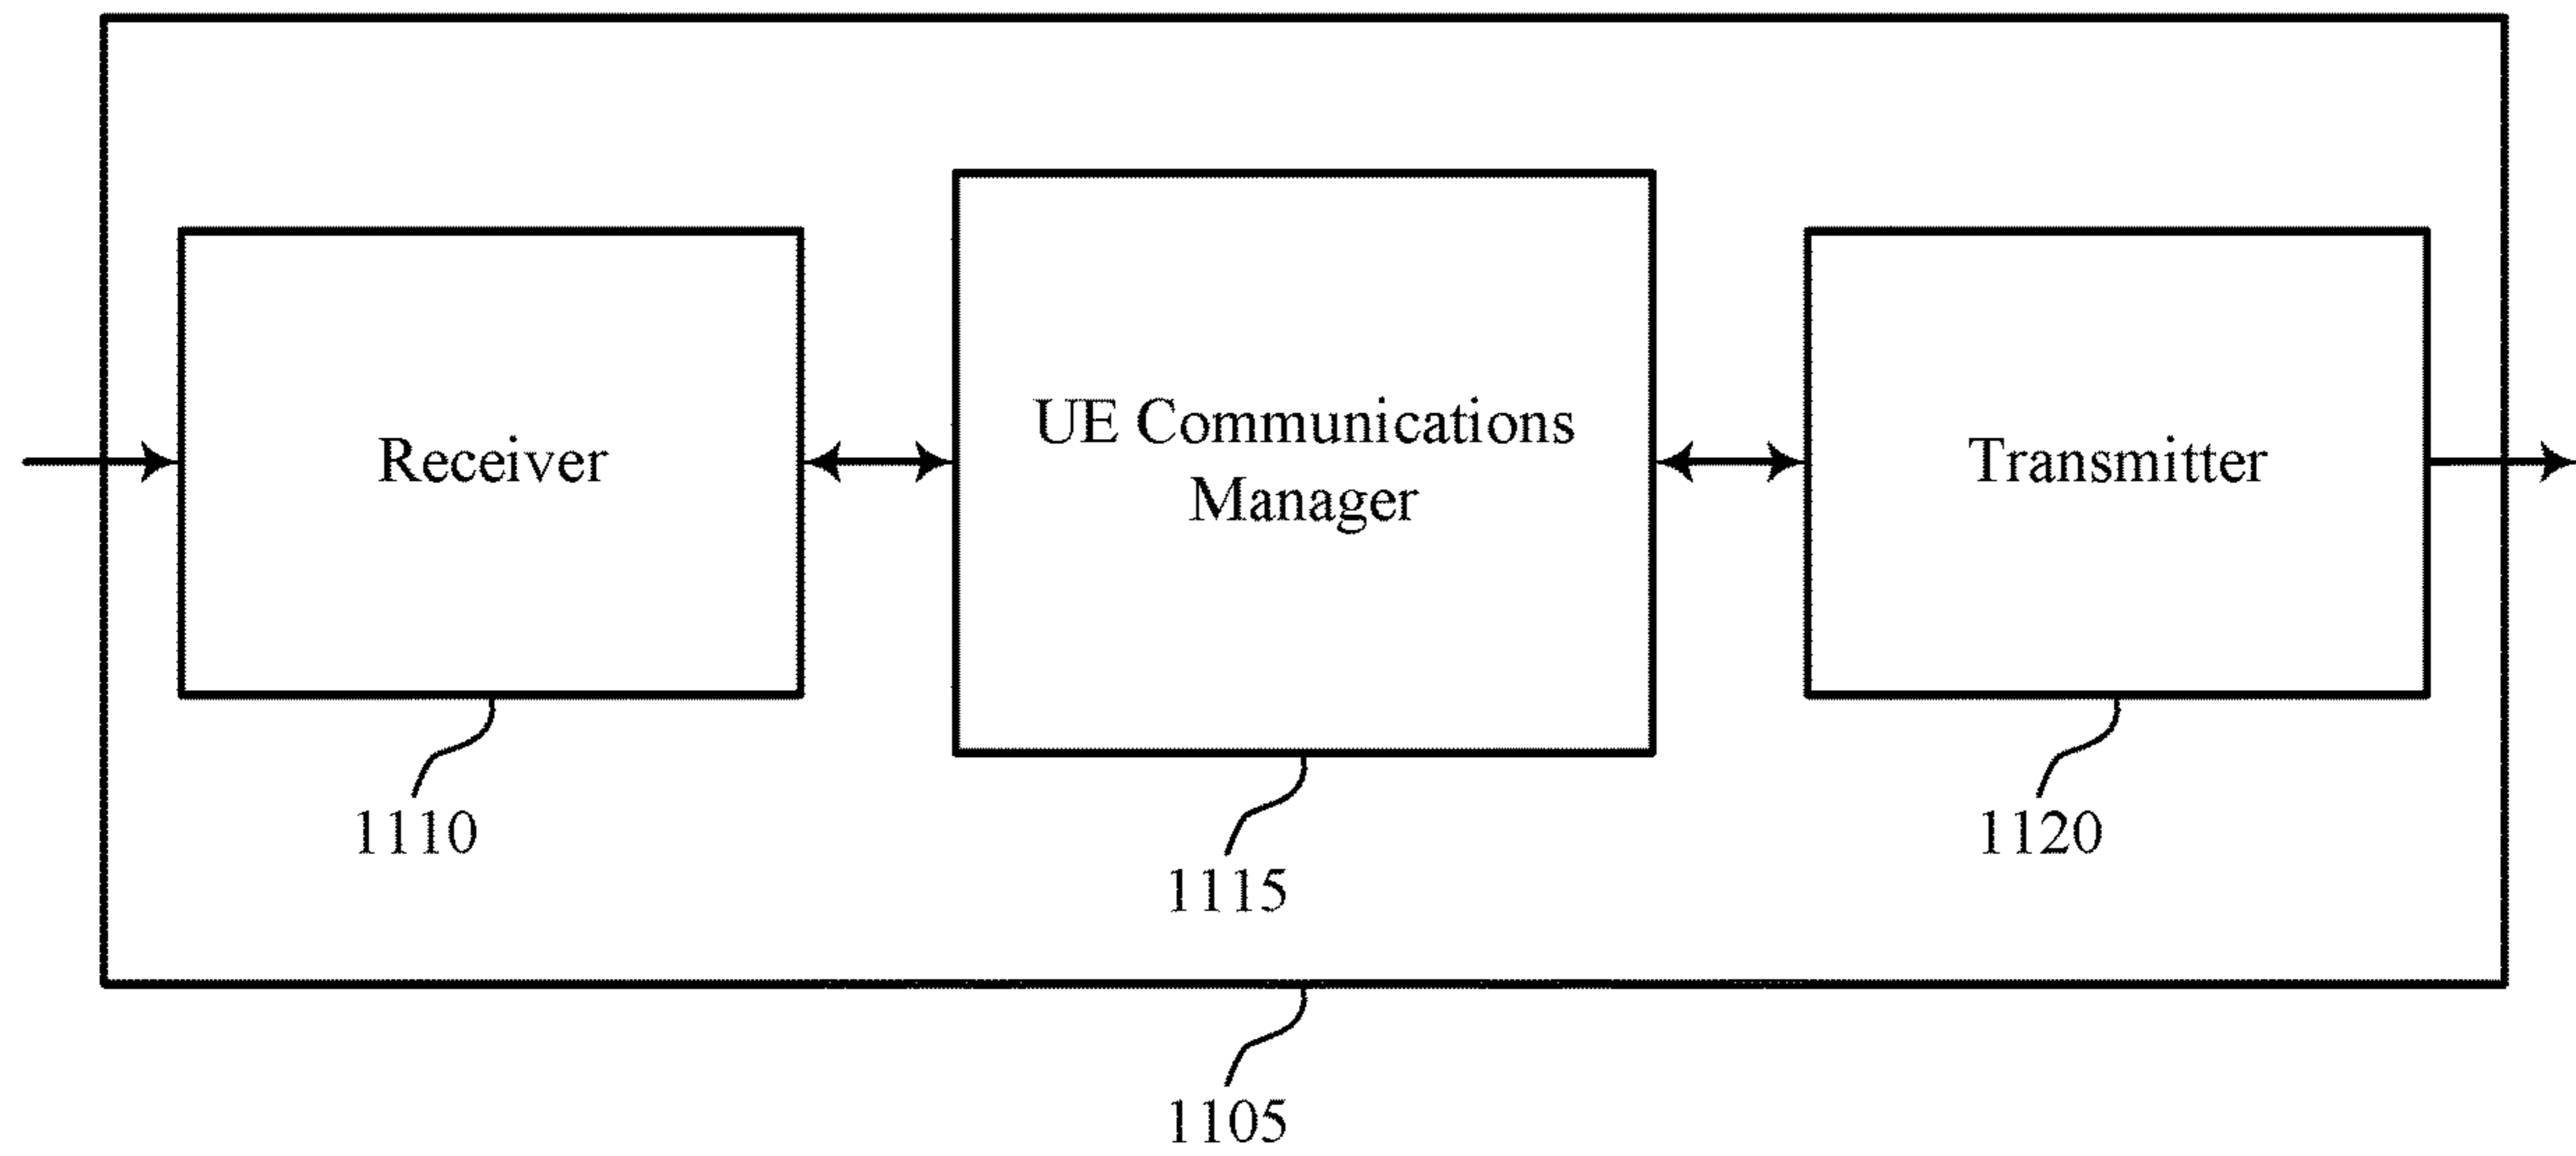 Receiver
UE Communications
Manager
Transmitter
1110
1115
1120
1105